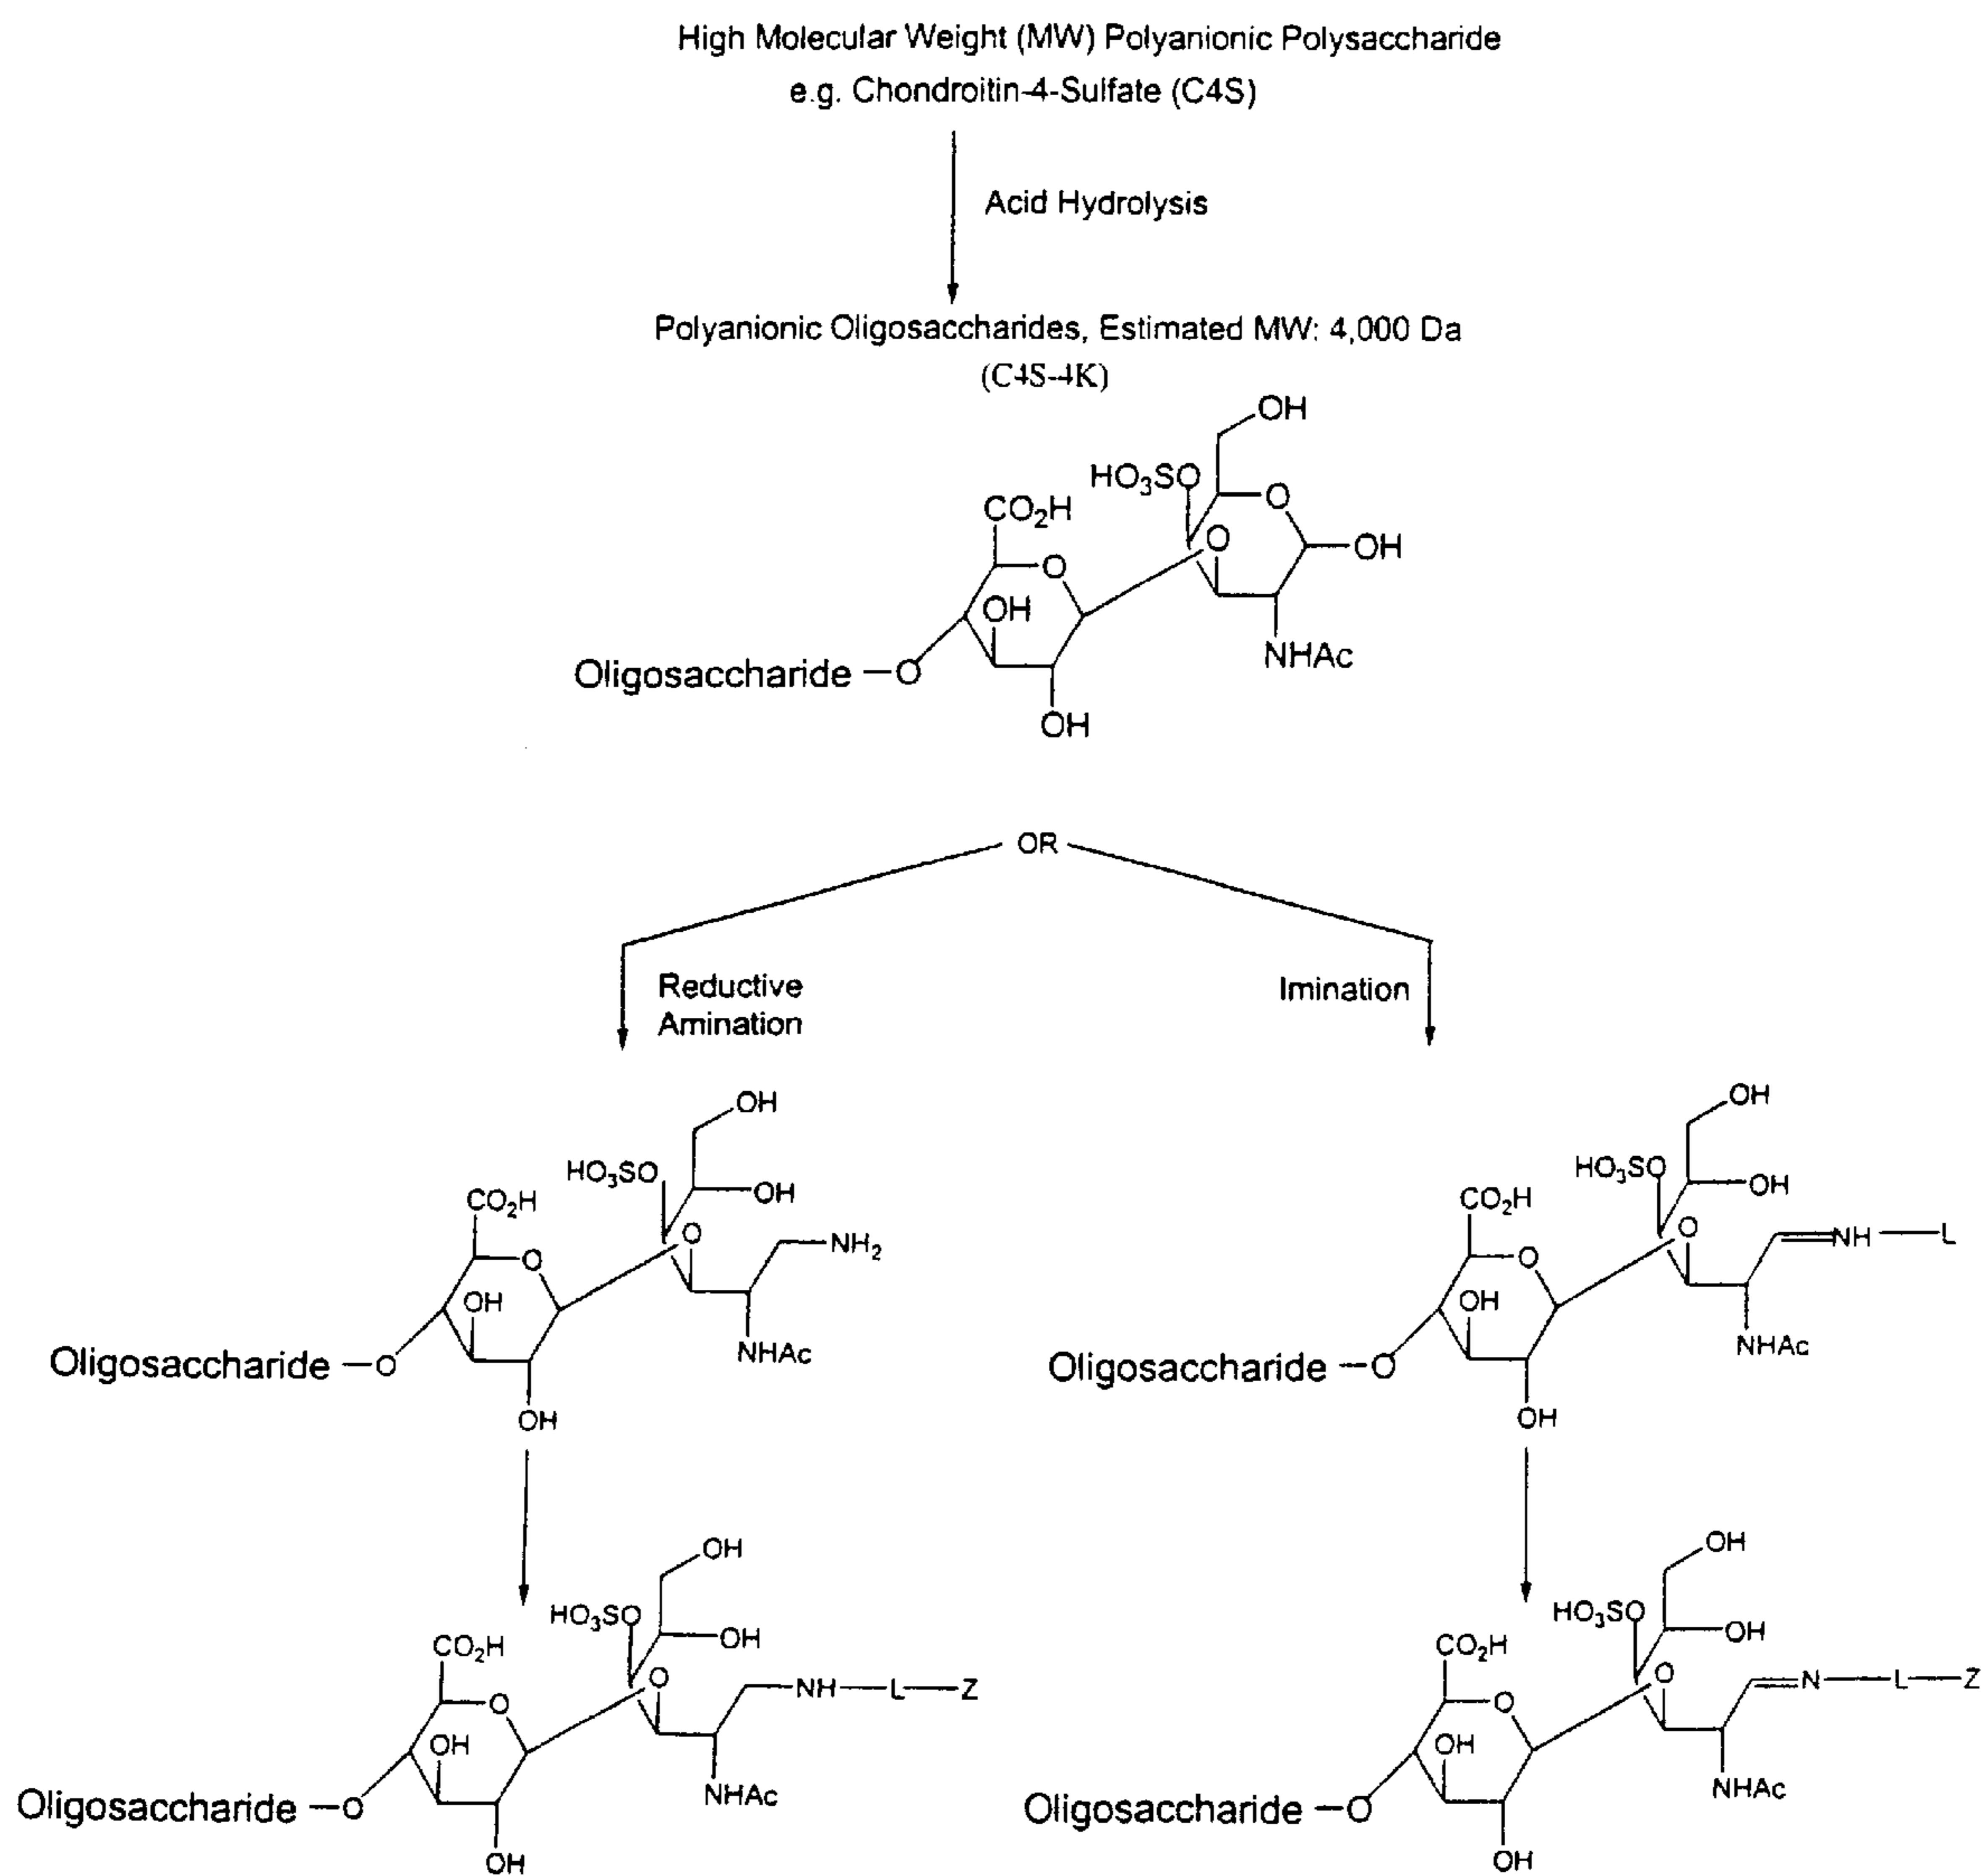 High Molecular Weight (MW) Polyanionic Polysaccharide
e.g. Chondroitin-4-Sulfate (C4S)
Acid Hydrolysis
Polyanionic Oligosaccharides, Estimated MW: 4,000 Da
(C4S-4K)
OH
HO₃SO
O
CO₂H
O
OH
O
OH
NHAc
Oligosaccharide –O
OH
OR
Reductive
Amination
Imination
OH
HO₃SO
OH
CO₂H
O
NH₂
O
OH
NHAc
Oligosaccharide –O
OH
OH
HO₃SO
OH
CO₂H
O
NH—L
O
OH
NHAc
Oligosaccharide –O
OH
OH
HO₃SO
OH
CO₂H
O
NH—L—Z
O
OH
NHAc
Oligosaccharide –O
OH
OH
HO₃SO
OH
CO₂H
O
N—L—Z
O
OH
NHAc
Oligosaccharide –O
OH